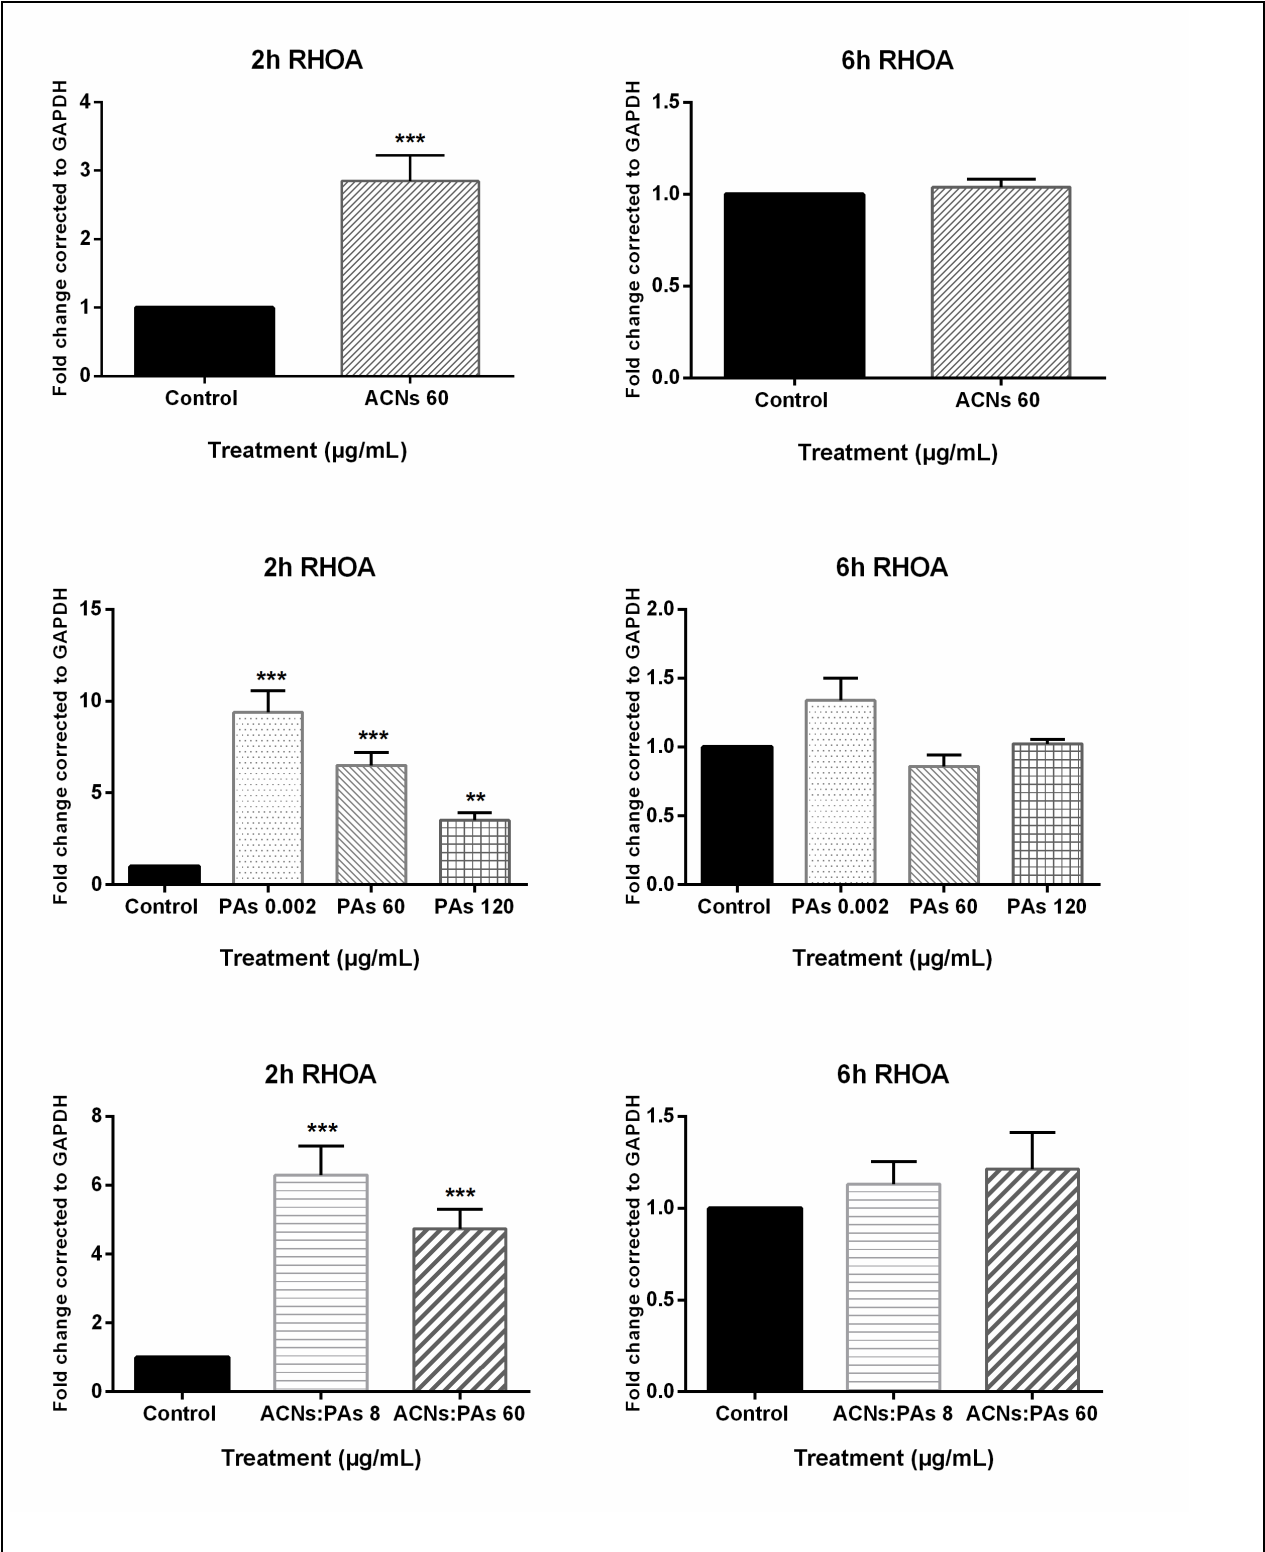 2h RHOA
Fold change corrected to GAPDH
4
3
2
1
0
***
Control
ACNs 60
Treatment (µg/mL)
6h RHOA
Fold change corrected to GAPDH
1.5
1.0
0.5
0.0
Control
ACNs 60
Treatment (µg/mL)
2h RHOA
Fold change corrected to GAPDH
15
10
5
0
***
***
**
Control
PAs 0.002
PAs 60
PAs 120
Treatment (µg/mL)
6h RHOA
Fold change corrected to GAPDH
2.0
1.5
1.0
0.5
0.0
Control
PAs 0.002
PAs 60
PAs 120
Treatment (µg/mL)
2h RHOA
Fold change corrected to GAPDH
8
6
4
2
0
***
***
Control
ACNs:PAs 8
ACNs:PAs 60
Treatment (µg/mL)
6h RHOA
Fold change corrected to GAPDH
1.5
1.0
0.5
0.0
Control
ACNs:PAs 8
ACNs:PAs 60
Treatment (µg/mL)